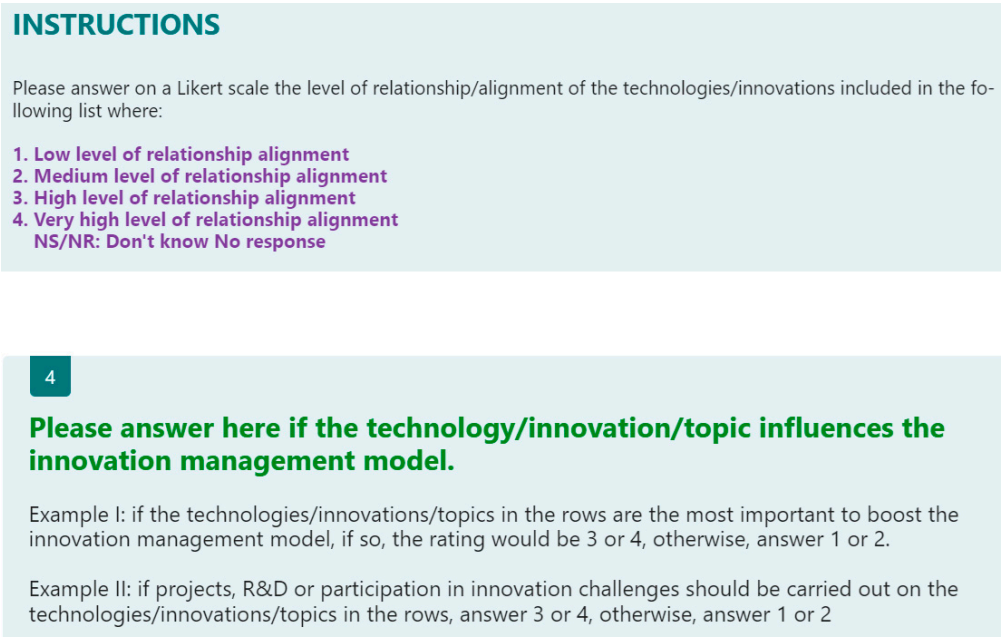 INSTRUCTIONS
Please answer on a Likert scale the level of relationship/alignment of the technologies/innovations included in the fo-
llowing list where:
1. Low level of relationship alignment
2. Medium level of relationship alignment
3. High level of relationship alignment
4. Very high level of relationship alignment
NS/NR: Don't know No response
4
Please answer here if the technology/innovation/topic influences the
innovation management model.
Example I: if the technologies/innovations/topics in the rows are the most important to boost the
innovation management model, if so, the rating would be 3 or 4, otherwise, answer 1 or 2.
Example II: if projects, R&D or participation in innovation challenges should be carried out on the
technologies/innovations/topics in the rows, answer 3 or 4, otherwise, answer 1 or 2